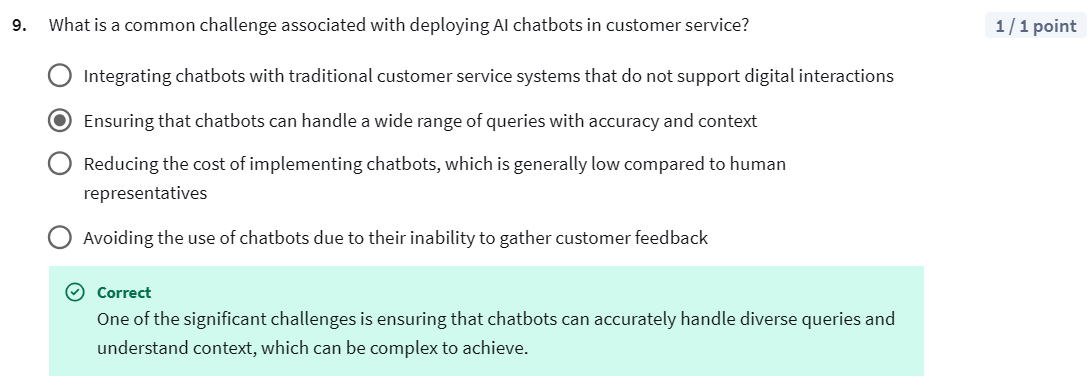 9. What is a common challenge associated with deploying AI chatbots in customer service? 1 / 1 point
Integrating chatbots with traditional customer service systems that do not support digital interactions
Ensuring that chatbots can handle a wide range of queries with accuracy and context
Reducing the cost of implementing chatbots, which is generally low compared to human
representatives
Avoiding the use of chatbots due to their inability to gather customer feedback
Correct
One of the significant challenges is ensuring that chatbots can accurately handle diverse queries and
understand context, which can be complex to achieve.